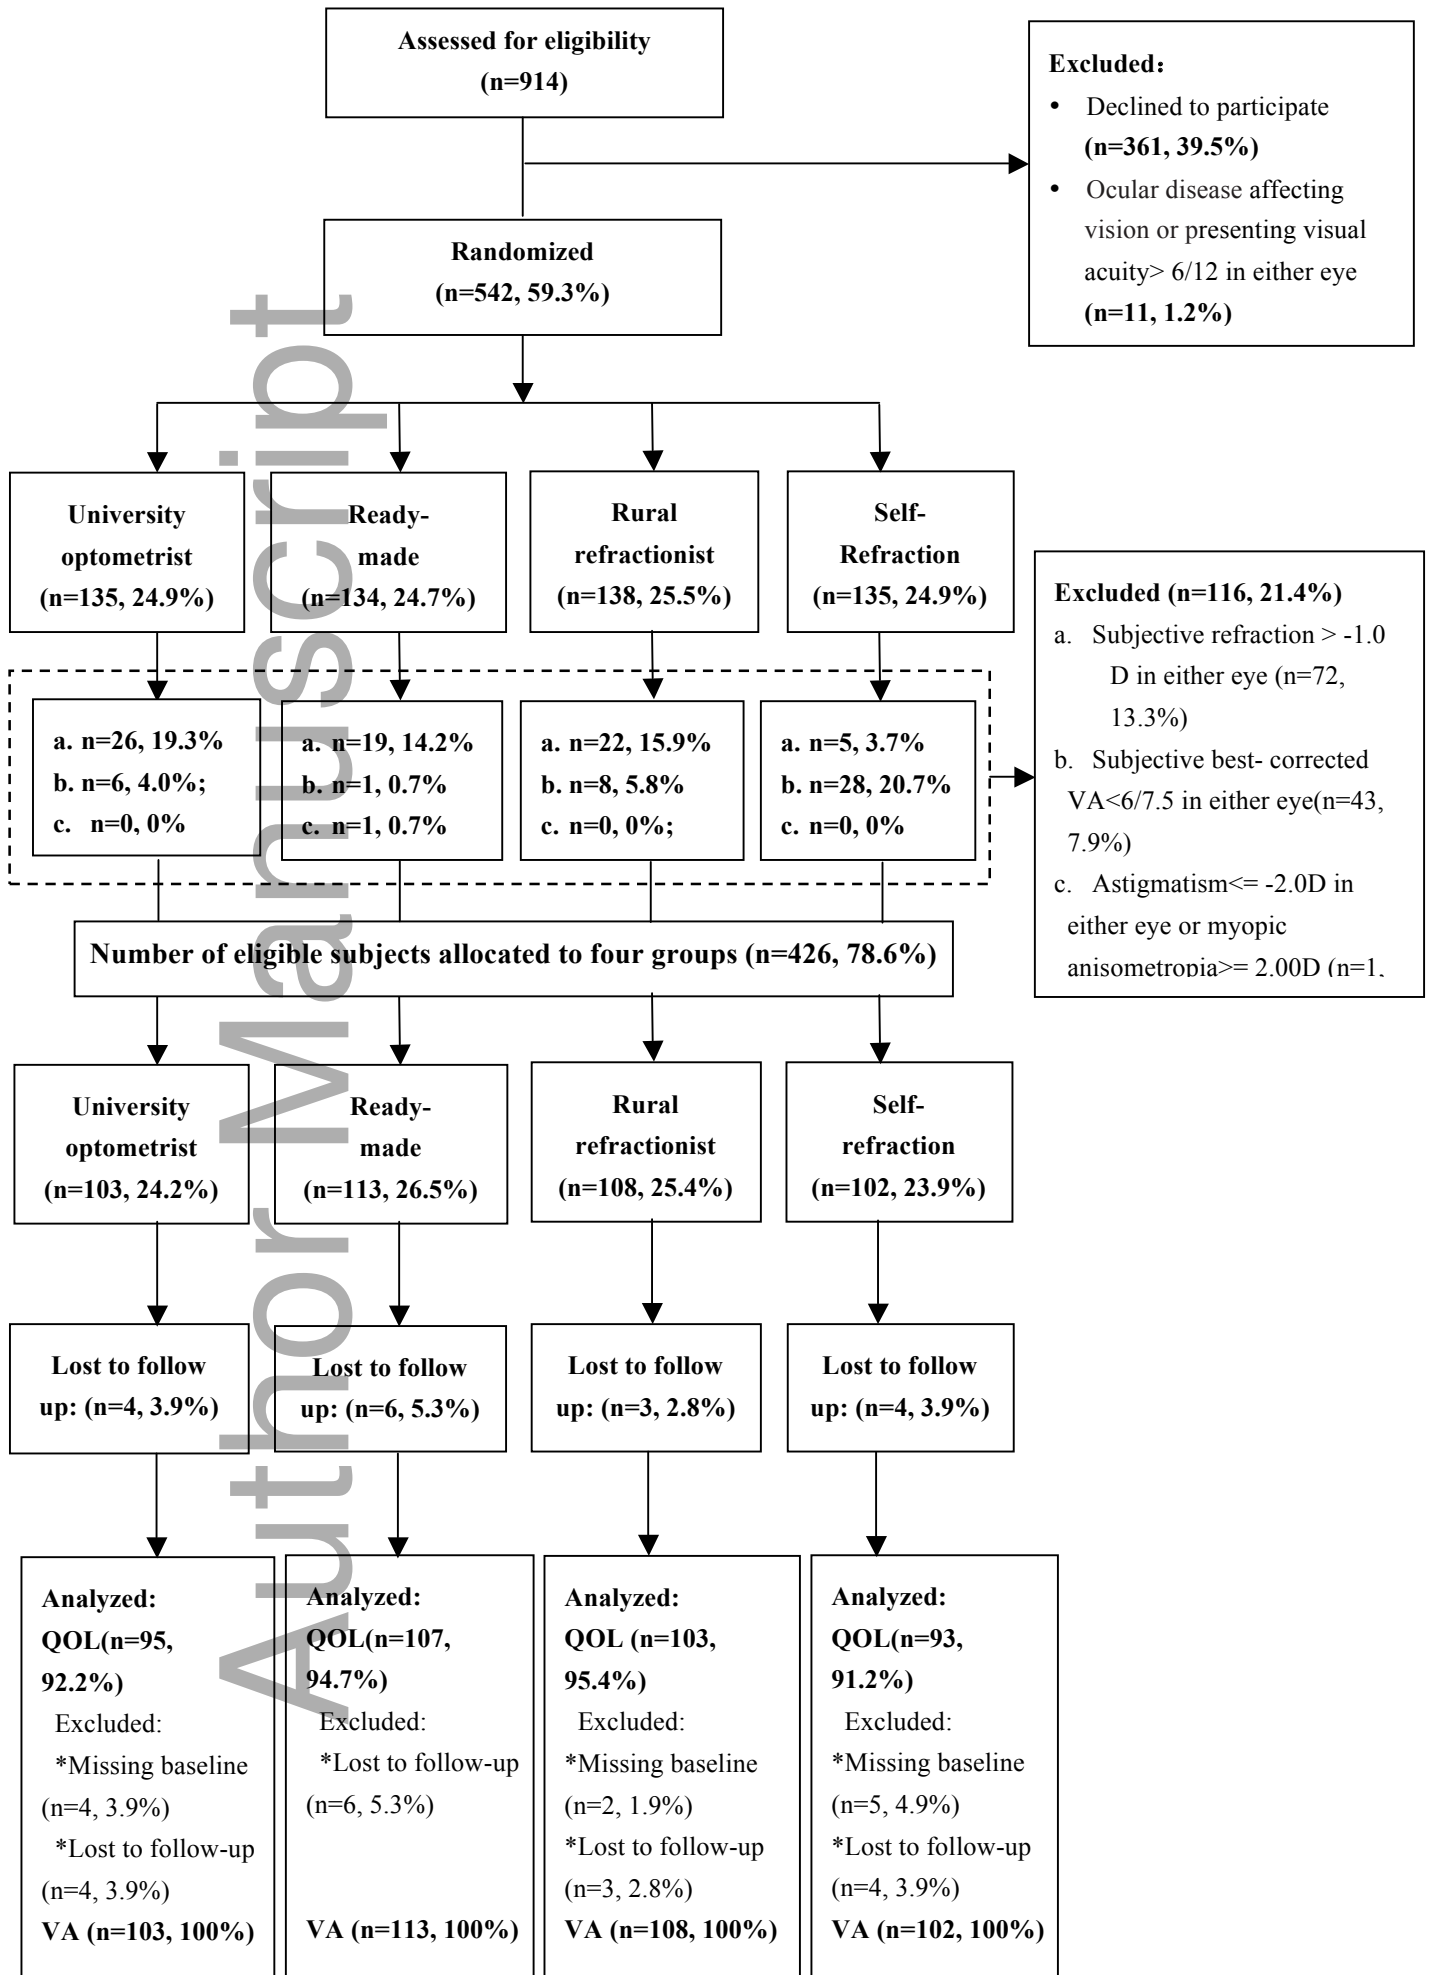 Assessed for eligibility
(n=914)
Excluded：
• Declined to participate
(n=361, 39.5%)
• Ocular disease affecting
vision or presenting visual
acuity> 6/12 in either eye
(n=11, 1.2%)
Randomized
(n=542, 59.3%)
University
optometrist
(n=135, 24.9%)
Ready-
made
(n=134, 24.7%)
Rural
refractionist
(n=138, 25.5%)
Self-
Refraction
(n=135, 24.9%)
a. n=26, 19.3%
b. n=6, 4.0%;
c. n=0, 0%
a. n=19, 14.2%
b. n=1, 0.7%
c. n=1, 0.7%
a. n=22, 15.9%
b. n=8, 5.8%
c. n=0, 0%;
a. n=5, 3.7%
b. n=28, 20.7%
c. n=0, 0%
Excluded (n=116, 21.4%)
a. Subjective refraction > -1.0
D in either eye (n=72,
13.3%)
b. Subjective best- corrected
VA<6/7.5 in either eye(n=43,
7.9%)
c. Astigmatism<= -2.0D in
either eye or myopic
anisometropia>= 2.00D (n=1,
Number of eligible subjects allocated to four groups (n=426, 78.6%)
University
optometrist
(n=103, 24.2%)
Ready-
made
(n=113, 26.5%)
Rural
refractionist
(n=108, 25.4%)
Self-
refraction
(n=102, 23.9%)
Lost to follow
up: (n=4, 3.9%)
Lost to follow
up: (n=6, 5.3%)
Lost to follow
up: (n=3, 2.8%)
Lost to follow
up: (n=4, 3.9%)
Analyzed:
QOL(n=95,
92.2%)
Excluded:
*Missing baseline
(n=4, 3.9%)
*Lost to follow-up
(n=4, 3.9%)
VA (n=103, 100%)
Analyzed:
QOL(n=107,
94.7%)
Excluded:
*Lost to follow-up
(n=6, 5.3%)
VA (n=113, 100%)
Analyzed:
QOL (n=103,
95.4%)
Excluded:
*Missing baseline
(n=2, 1.9%)
*Lost to follow-up
(n=3, 2.8%)
VA (n=108, 100%)
Analyzed:
QOL(n=93,
91.2%)
Excluded:
*Missing baseline
(n=5, 4.9%)
*Lost to follow-up
(n=4, 3.9%)
VA (n=102, 100%)
Author Manuscript